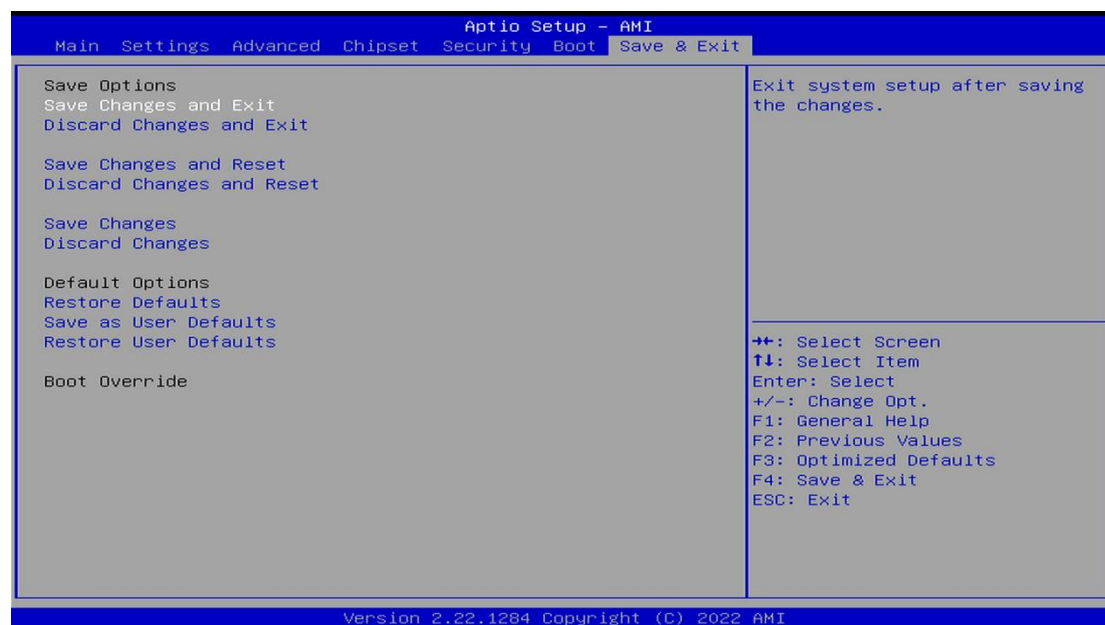 Aptio Setup – AMI
Main Settings Advanced Chipset Security Boot Save & Exit
Save Options
Save Changes and Exit
Discard Changes and Exit
Save Changes and Reset
Discard Changes and Reset
Save Changes
Discard Changes
Default Options
Restore Defaults
Save as User Defaults
Restore User Defaults
Boot Override
Exit system setup after saving
the changes.
→←: Select Screen
↑↓: Select Item
Enter: Select
+/-: Change Opt.
F1: General Help
F2: Previous Values
F3: Optimized Defaults
F4: Save & Exit
ESC: Exit
Version 2.22.1284 Copyright (C) 2022 AMI